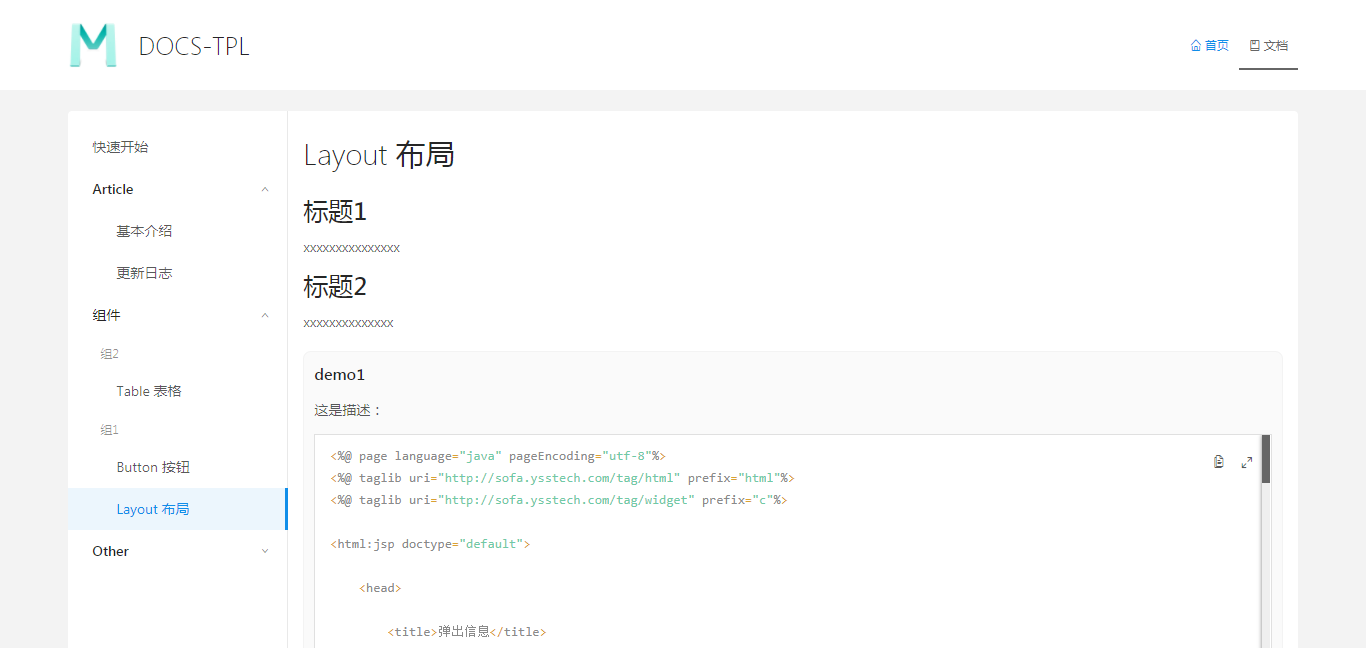 DOCS-TPL
首页
文档
快速开始
Article
基本介绍
更新日志
组件
组2
Table 表格
组1
Button 按钮
Layout 布局
Other
Layout 布局
标题1
xxxxxxxxxxxxxxx
标题2
xxxxxxxxxxxxxx
demo1
这是描述：
<%@ page language="java" pageEncoding="utf-8"%>
<%@ taglib uri="http://sofa.ysstech.com/tag/html" prefix="html"%>
<%@ taglib uri="http://sofa.ysstech.com/tag/widget" prefix="c"%>
<html:jsp doctype="default">
<head>
<title>弹出信息</title>